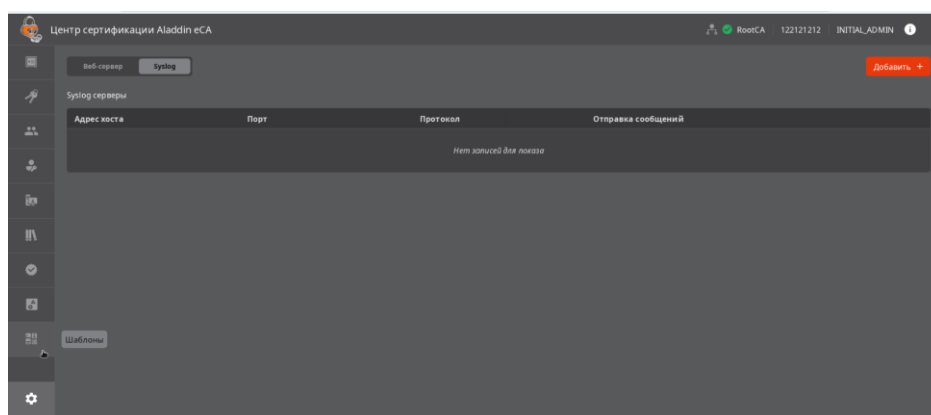 Центр сертификации Aladdin eCA
RootCA 122121212 INITIAL_ADMIN
Веб-сервер Syslog Добавить +
Syslog серверы
Адрес хоста Порт Протокол Отправка сообщений
Нет записей для показа
Шаблоны